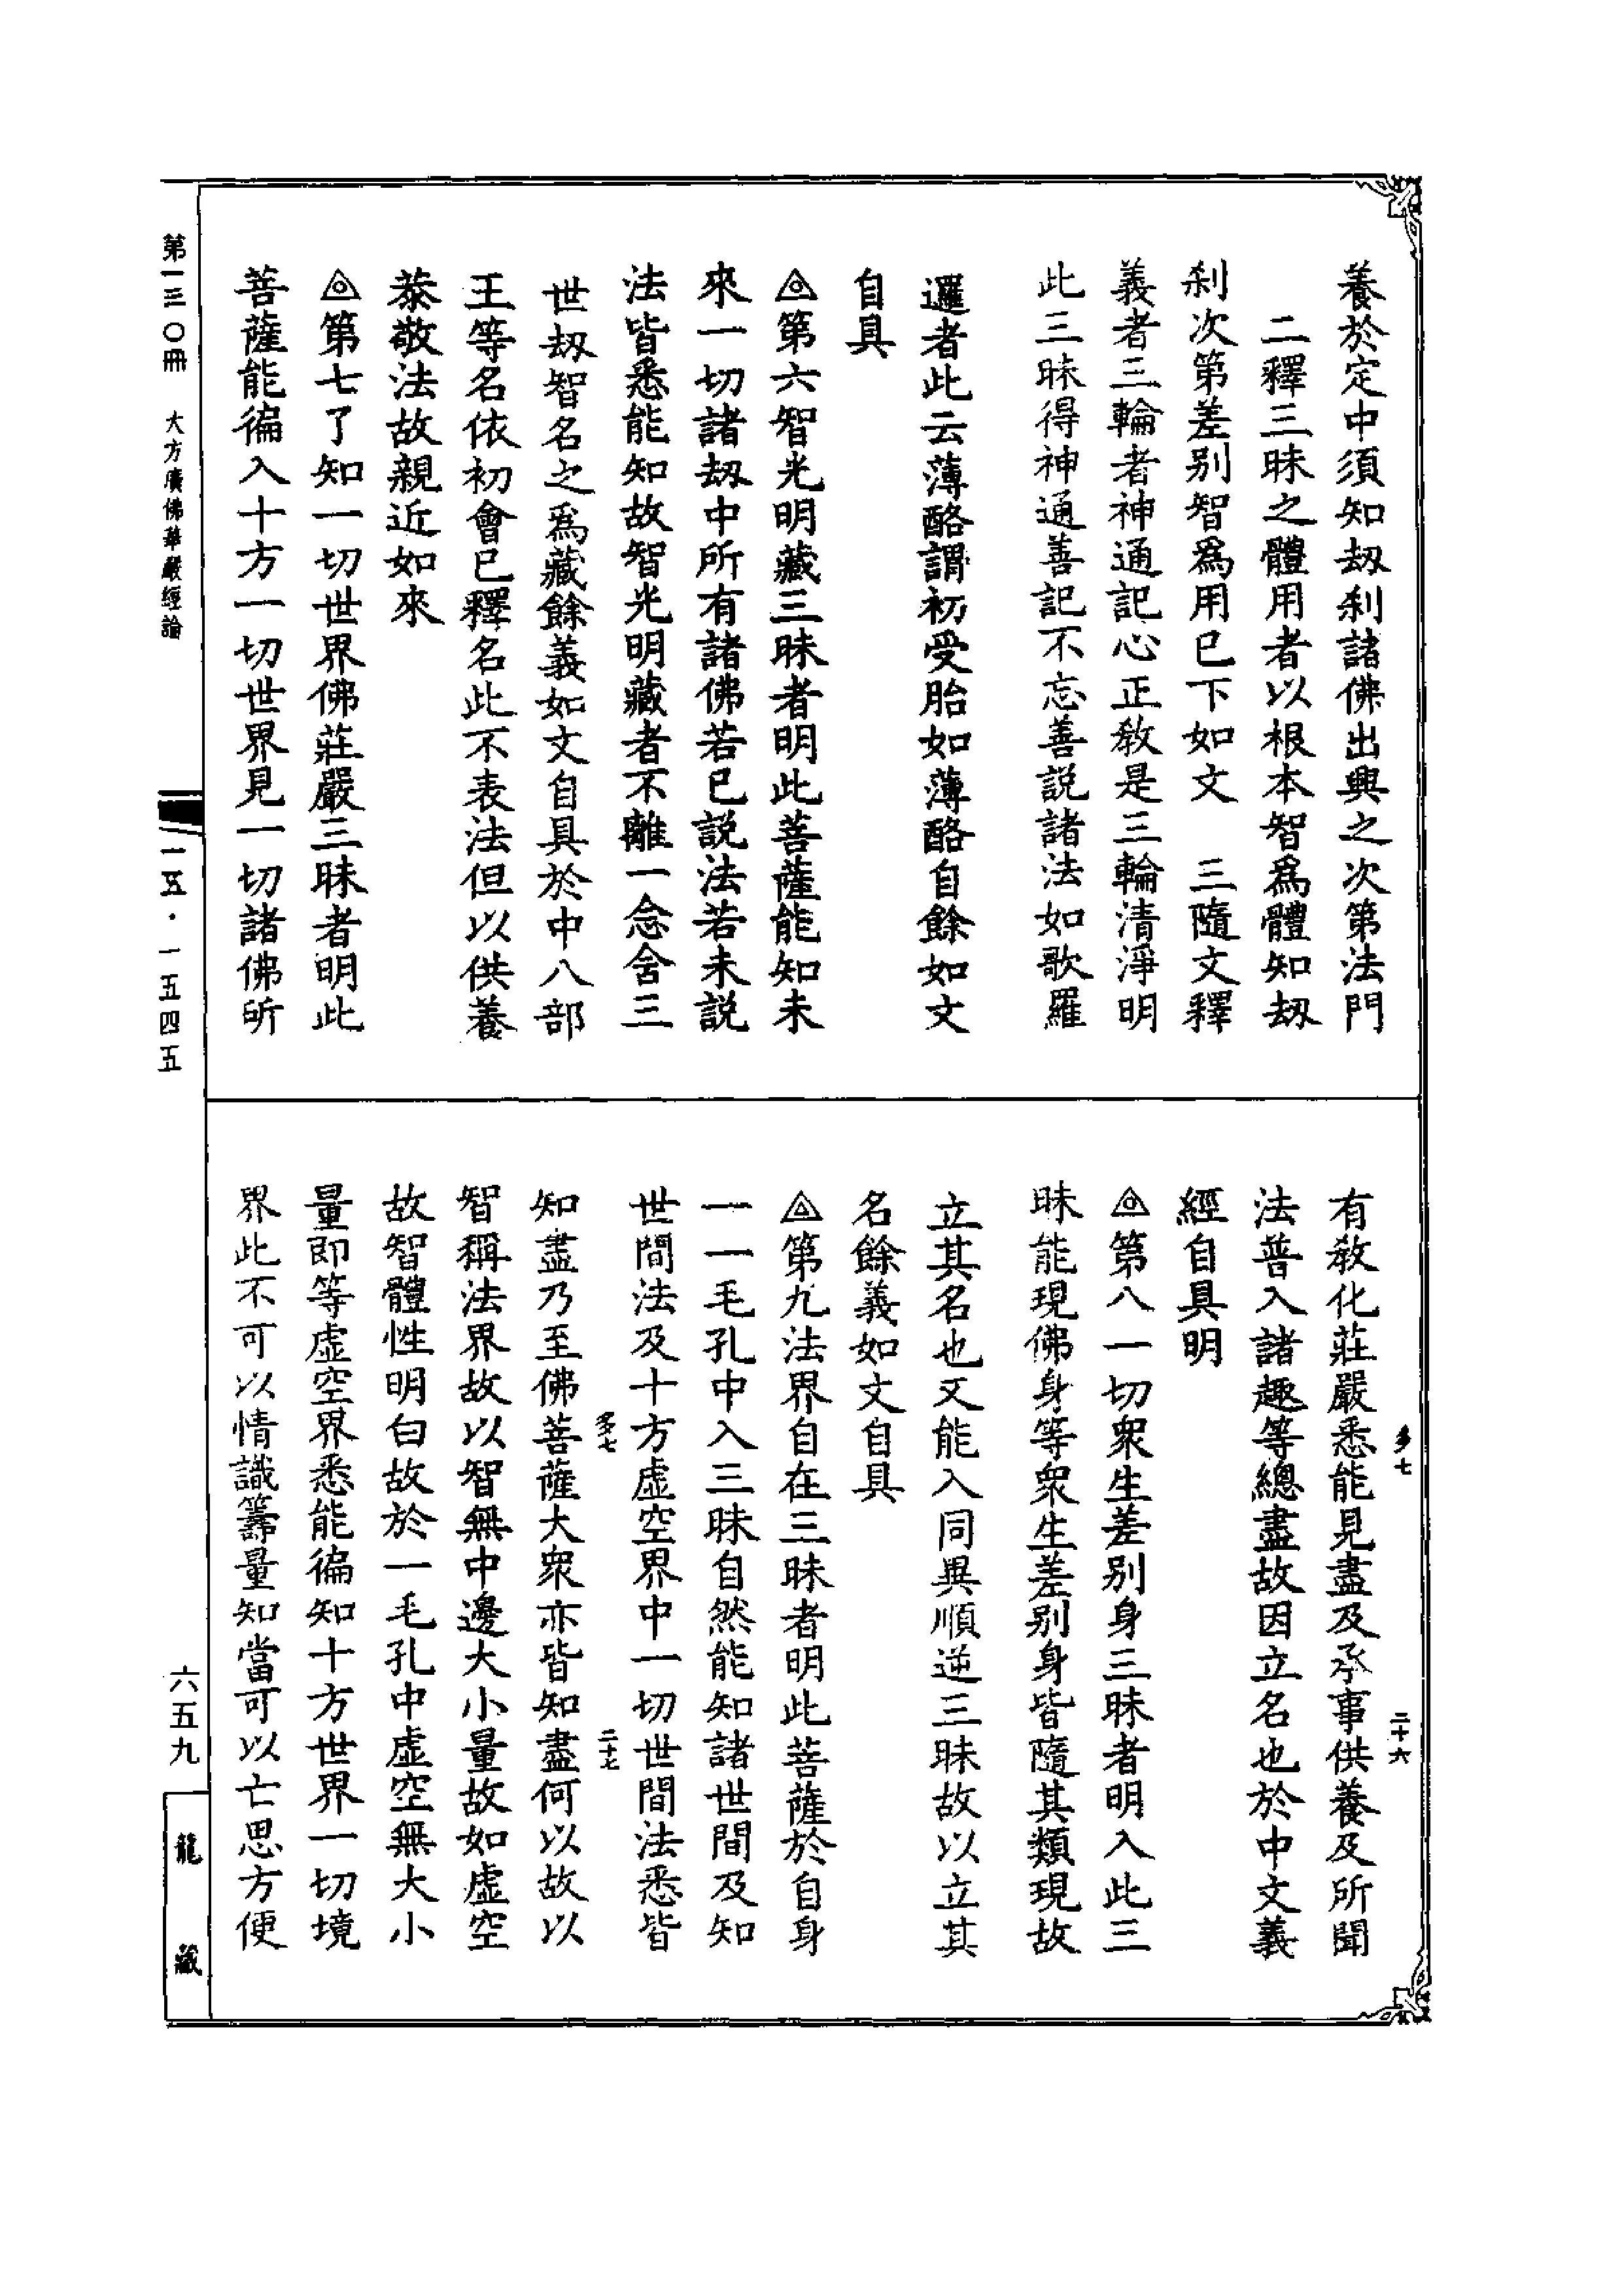 養於定中須知刼刹諸佛出興之次第法門
二釋三昧之體用者以根本智爲體知刼
刹次第差别智爲用已下如文　三隨文釋
義者三輪者神通記心正敎是三輪清淨明
此三昧得神通善記不忘善説諸法如歌羅
邏者此云薄酪謂初受胎如薄酪自餘如文
自具
◬第六智光明藏三昧者明此菩薩能知未
來一切諸刼中所有諸佛若已説法若未説
法皆悉能知故智光明藏者不離一念含三
世刼智名之爲藏餘義如文自具於中八部
王等名依初會已釋名此不表法但以供養
恭敬法故親近如來
◬第七了知一切世界佛莊嚴三昧者明此
菩薩能徧入十方一切世界見一切諸佛所
有敎化莊嚴悉能見盡及承事供養及所聞
法普入諸趣等總盡故因立名也於中文義
經自具明
◬第八一切衆生差别身三昧者明入此三
昧能現佛身等衆生差别身皆隨其類現故
立其名也又能入同異順逆三昧故以立其
名餘義如文自具
◬第九法界自在三昧者明此菩薩於自身
一一毛孔中入三昧自然能知諸世間及知
世間法及十方虛空界中一切世間法悉皆
知盡乃至佛菩薩大衆亦皆知盡何以故以
智稱法界故以智無中邊大小量故如虛空
故智體性明白故於一毛孔中虛空無大小
量即等虛空界悉能徧知十方世界一切境
界此不可以情識籌量知當可以亡思方便
多七
二十六
多七
二十七
第一三〇冊　大方廣佛華嚴經論
一五·一五四五
六五九
龍藏